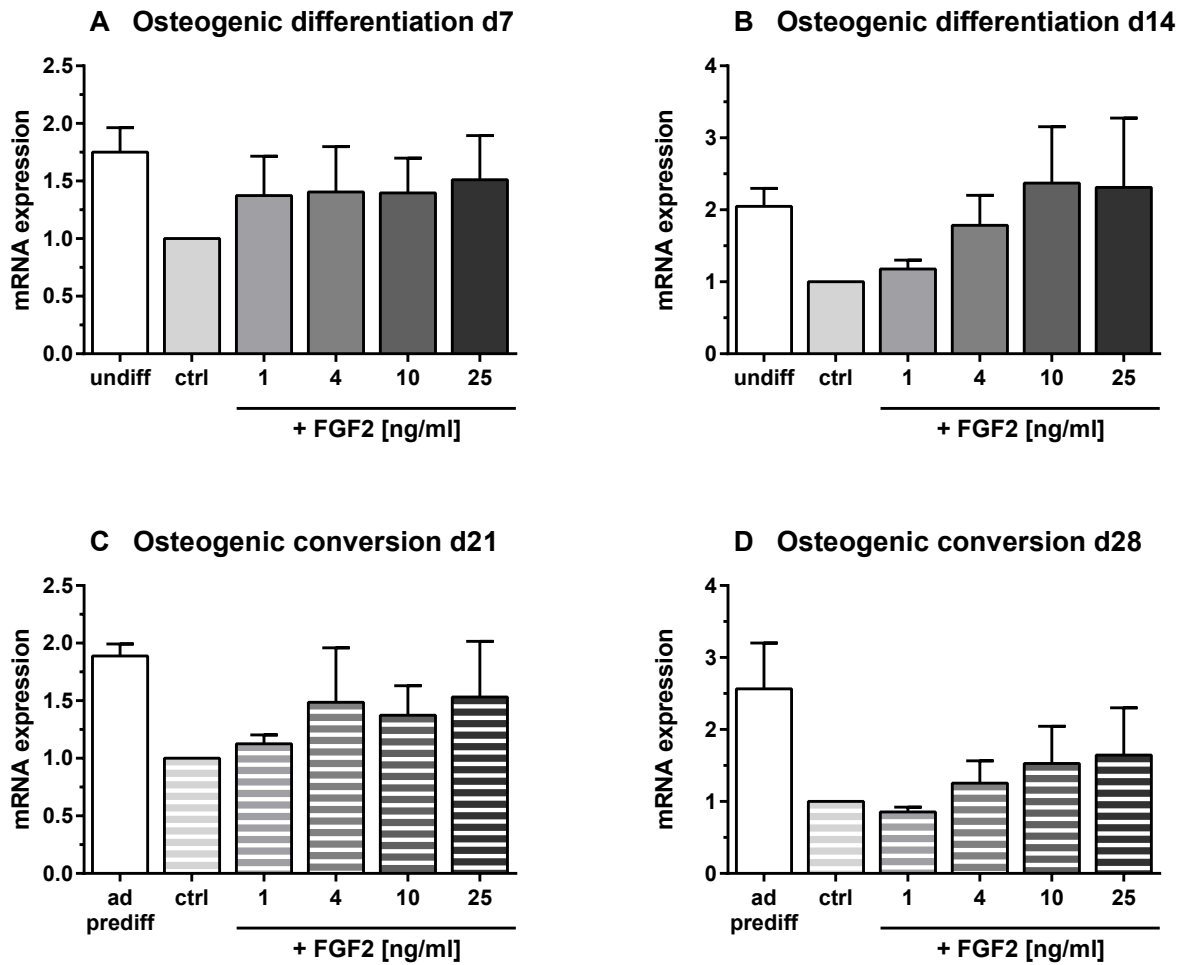 A Osteogenic differentiation d7
mRNA expression
2.5
2.0
1.5
1.0
0.5
0.0
undiff ctrl 1 4 10 25
+ FGF2 [ng/ml]
B Osteogenic differentiation d14
mRNA expression
4
3
2
1
0
undiff ctrl 1 4 10 25
+ FGF2 [ng/ml]
C Osteogenic conversion d21
mRNA expression
2.5
2.0
1.5
1.0
0.5
0.0
ad ctrl 1 4 10 25
prediff
+ FGF2 [ng/ml]
D Osteogenic conversion d28
mRNA expression
4
3
2
1
0
ad ctrl 1 4 10 25
prediff
+ FGF2 [ng/ml]